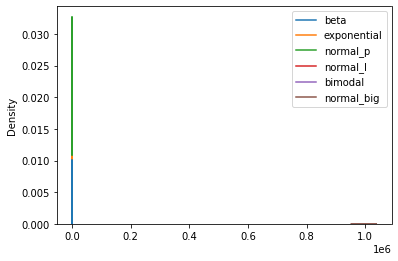 beta
exponential
normal_p
normal_l
bimodal
normal_big
Density
0.030
0.025
0.020
0.015
0.010
0.005
0.000
0.0 0.2 0.4 0.6 0.8 1.0
1e6